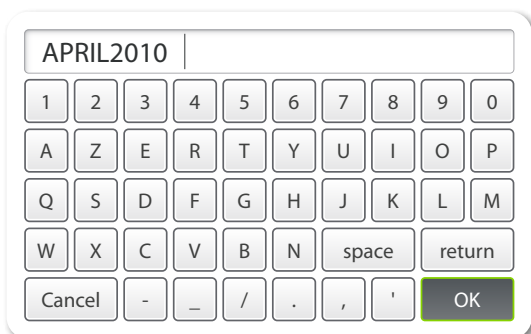 APRIL2010
1 2 3 4 5 6 7 8 9 0
A Z E R T Y U I O P
Q S D F G H J K L M
W X C V B N space return
Cancel - _ / . , ' OK